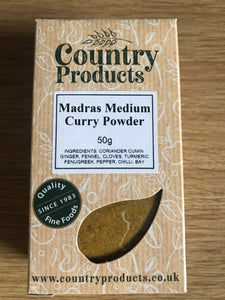 Country
Products
Madras Medium
Curry Powder
50g
INGREDIENTS: CORIANDER CUMIN
GINGER, FENNEL, CLOVES, TURMERIC
FENUGREEK, PEPPER, CHILLI, BAY
Quality
SINCE 1983
Fine Foods
www.countryproducts.co.uk